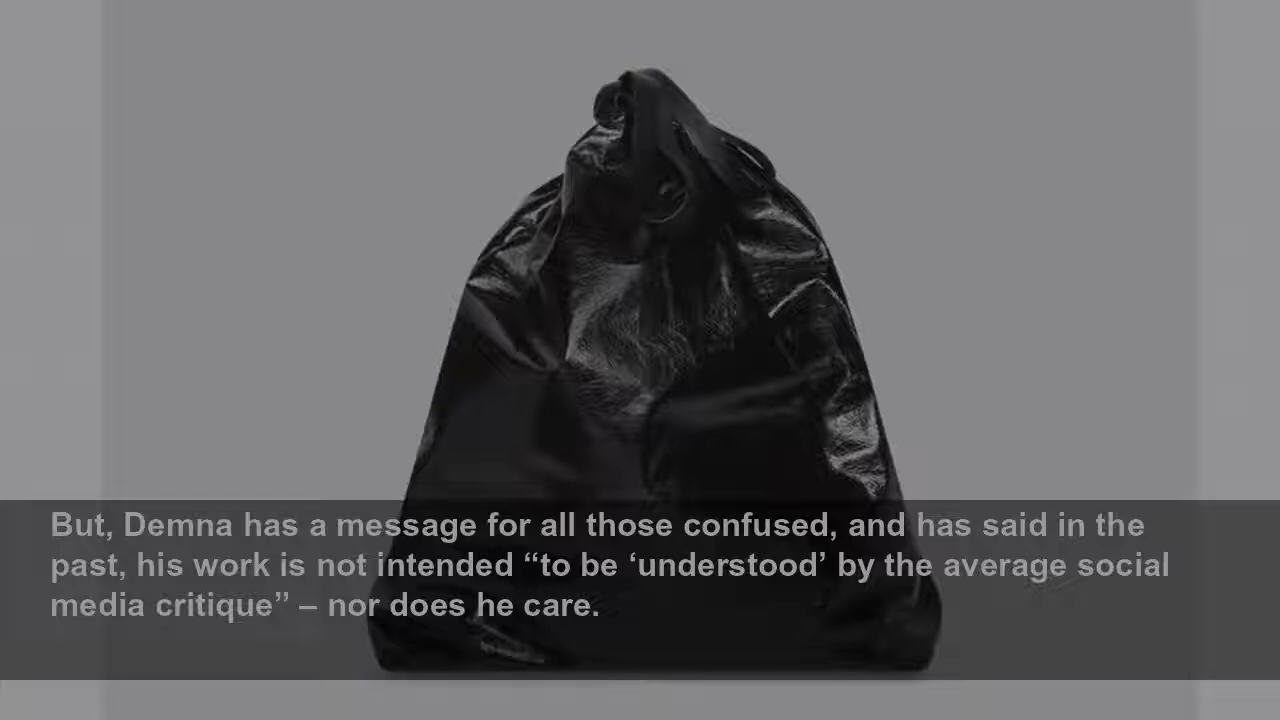 But, Demna has a message for all those confused, and has said in the
past, his work is not intended “to be ‘understood’ by the average social
media critique” – nor does he care.